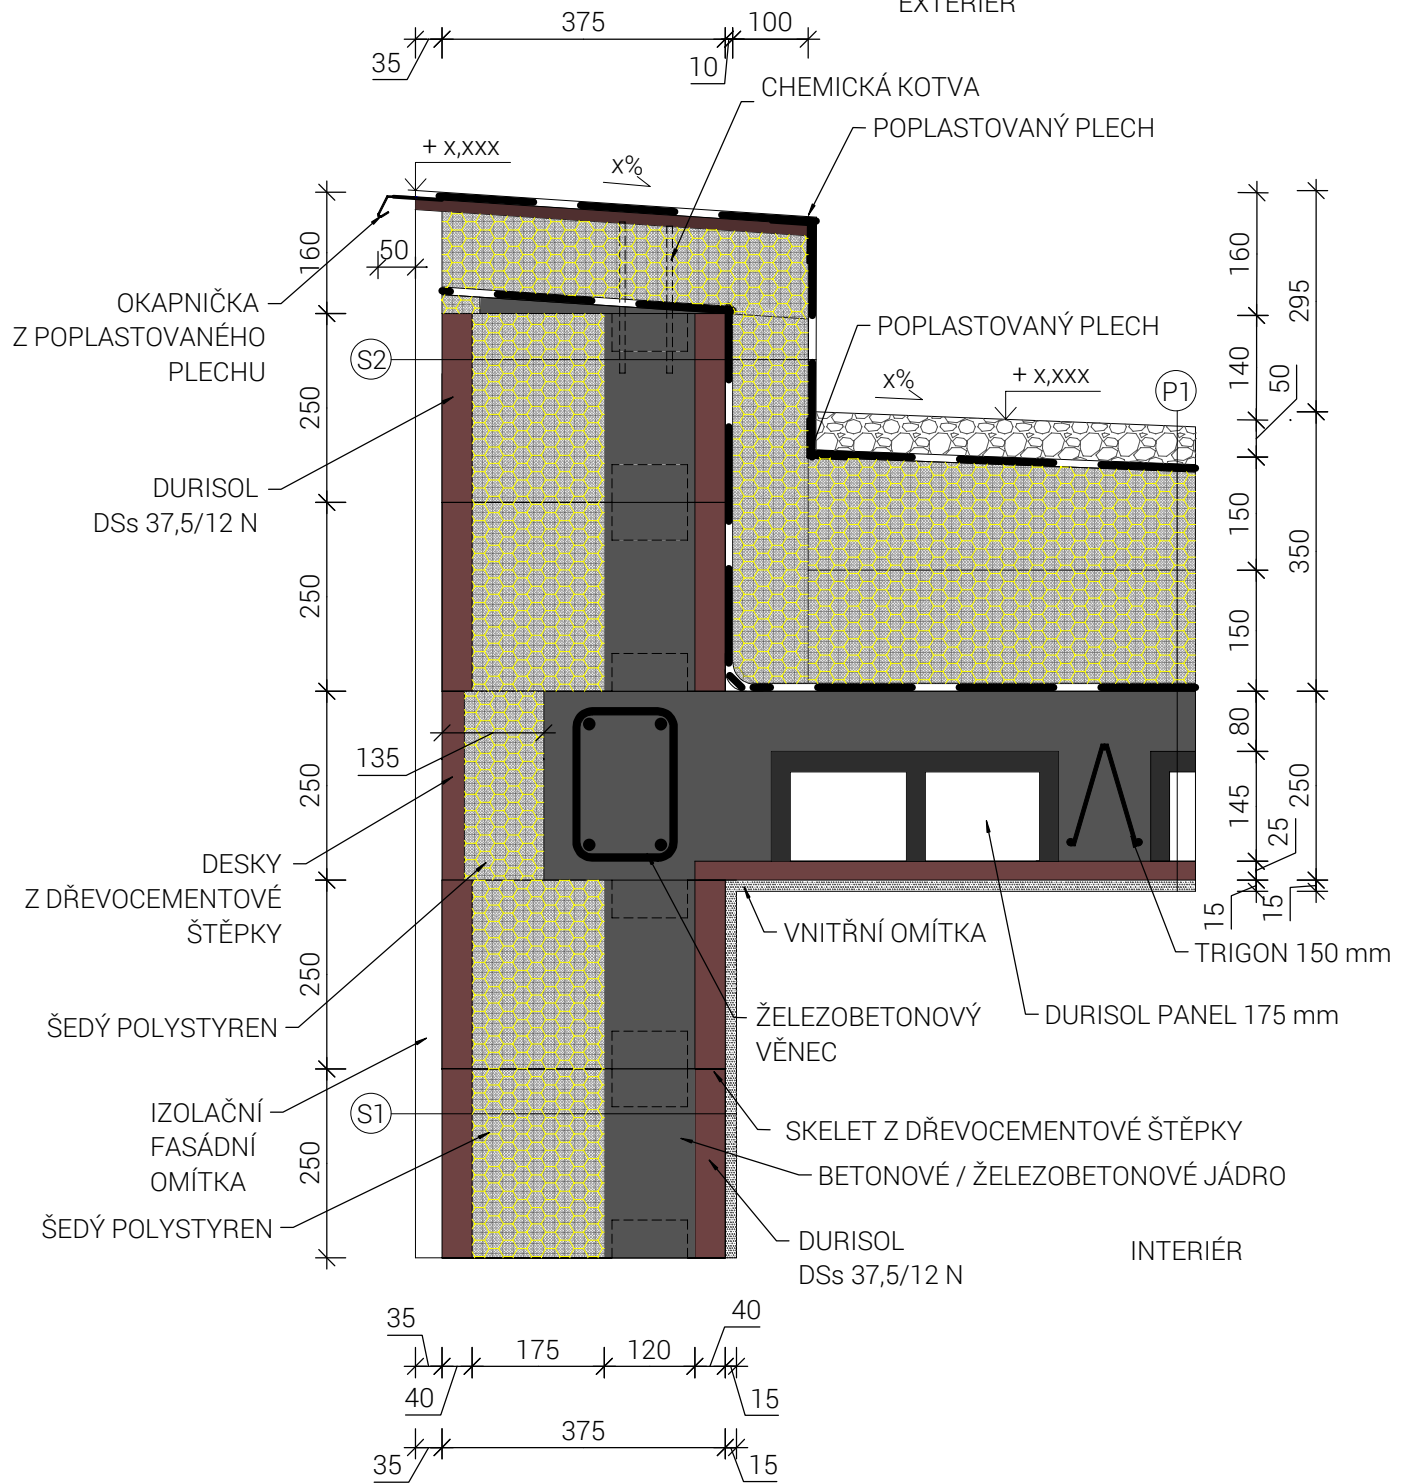 EXTERIÉR
375
100
35
10
CHEMICKÁ KOTVA
POPLASTOVANÝ PLECH
+ x,xxx
x%
160
50
160
295
OKAPNIČKA
Z POPLASTOVANÉHO
PLECHU
POPLASTOVANÝ PLECH
S2
x%
+ x,xxx
P1
140
50
250
DURISOL
DSs 37,5/12 N
150
350
250
150
135
80
250
145
250
25
DESKY
Z DŘEVOCEMENTOVÉ
ŠTĚPKY
15
15
VNITŘNÍ OMÍTKA
TRIGON 150 mm
250
ŠEDÝ POLYSTYREN
ŽELEZOBETONOVÝ
VĚNEC
DURISOL PANEL 175 mm
IZOLAČNÍ
FASÁDNÍ
OMÍTKA
S1
SKELET Z DŘEVOCEMENTOVÉ ŠTĚPKY
250
BETONOVÉ / ŽELEZOBETONOVÉ JÁDRO
ŠEDÝ POLYSTYREN
DURISOL
DSs 37,5/12 N
INTERIÉR
35
40
175
120
40
15
375
35
15